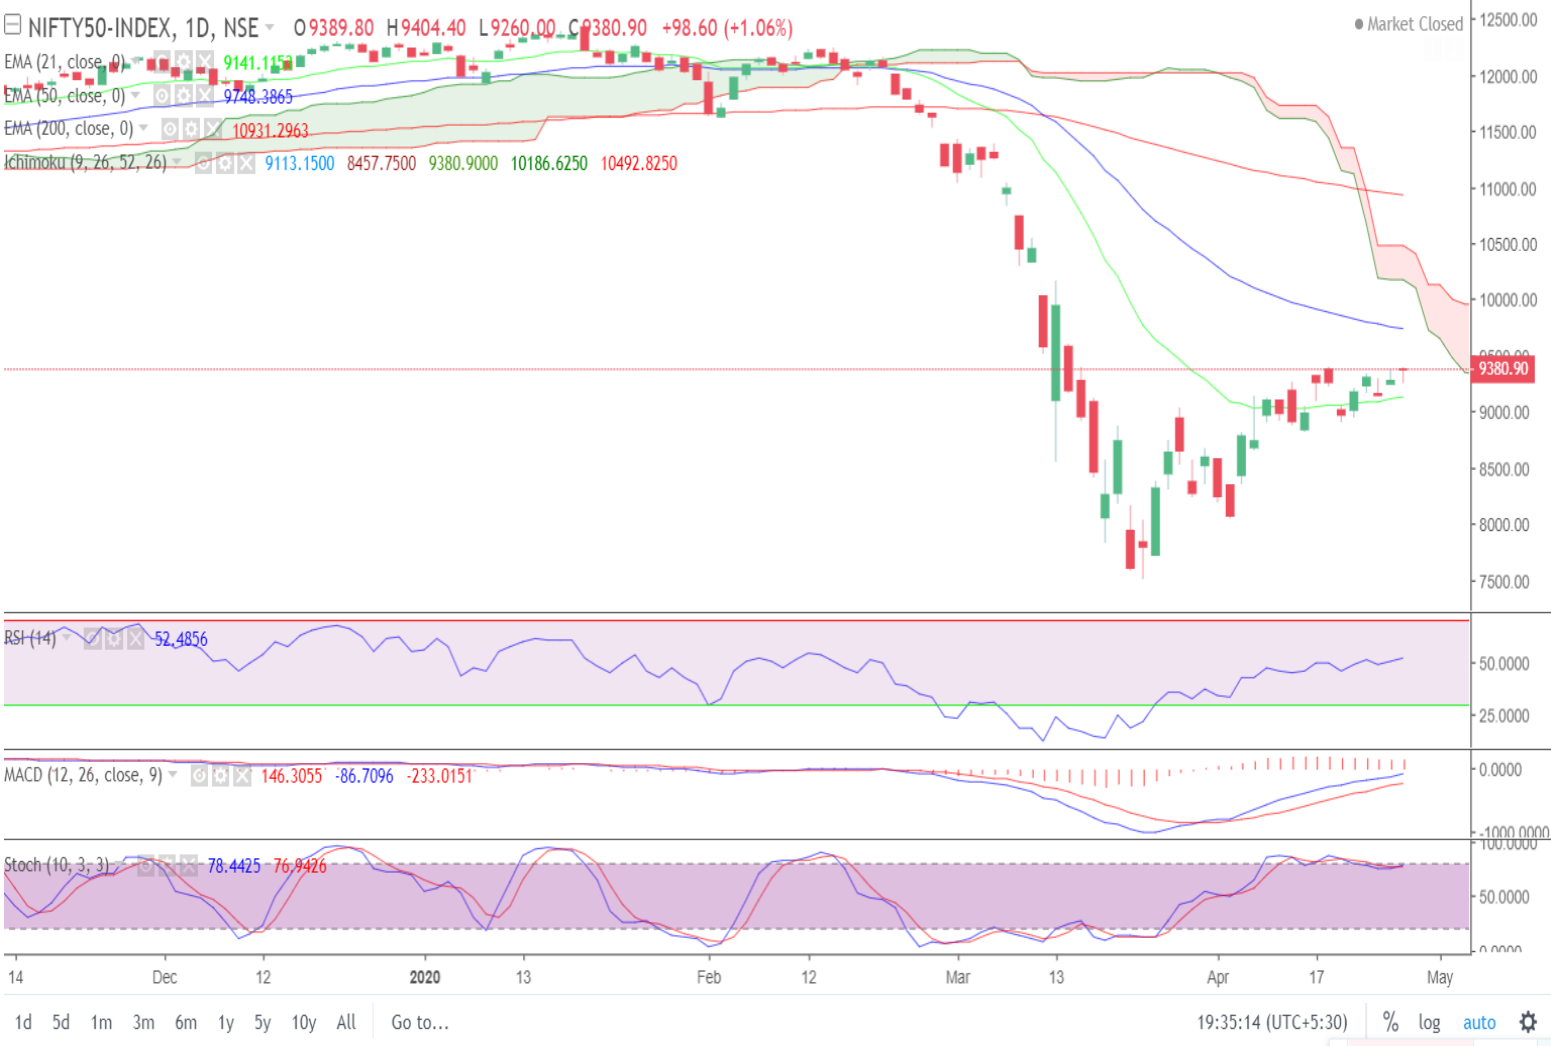 NIFTY50-INDEX, 1D, NSE O9389.80 H9404.40 L9260.00 C9380.90 +98.60 (+1.06%)
Market Closed
EMA (21, close, 0) 9141.1153
EMA (50, close, 0) 9748.3865
EMA (200, close, 0) 10931.2963
Ichimoku (9, 26, 52, 26) 9113.1500 8457.7500 9380.9000 10186.6250 10492.8250
12500.00
12000.00
11500.00
11000.00
10500.00
10000.00
9500.00
9380.90
9000.00
8500.00
8000.00
7500.00
RSI (14) 52.4856
50.0000
25.0000
MACD (12, 26, close, 9) 146.3055 -86.7096 -233.0151
0.0000
-1000.0000
Stoch (10, 3, 3) 78.4425 76.9426
100.0000
50.0000
0.0000
14 Dec 12 2020 13 Feb 12 Mar 13 Apr 17 May
1d 5d 1m 3m 6m 1y 5y 10y All Go to... 19:35:14 (UTC+5:30) % log auto